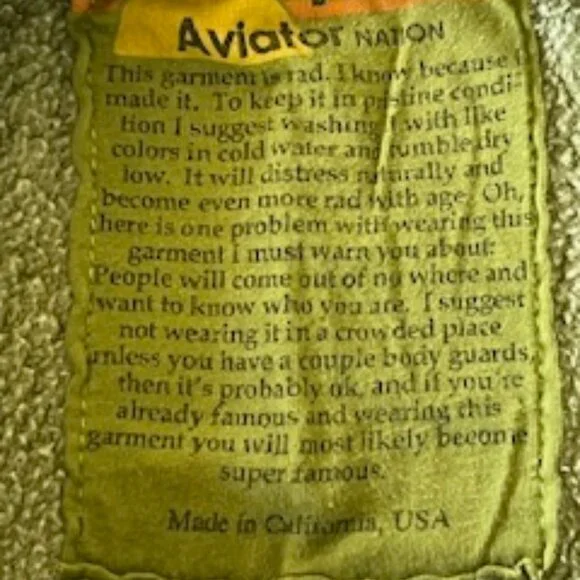 Aviator NATION
This garment is rad. I know because I
made it. To keep it in pristine condi-
tion I suggest washing it with like
colors in cold water and tumble dry
low. It will distress naturally and
become even more rad with age. Oh,
there is one problem with wearing this
garment I must warn you about:
People will come out of no where and
want to know who you are. I suggest
not wearing it in a crowded place
unless you have a couple body guards,
then it's probably ok, and if you're
already famous and wearing this
garment you will most likely become
super famous.
Made in California, USA